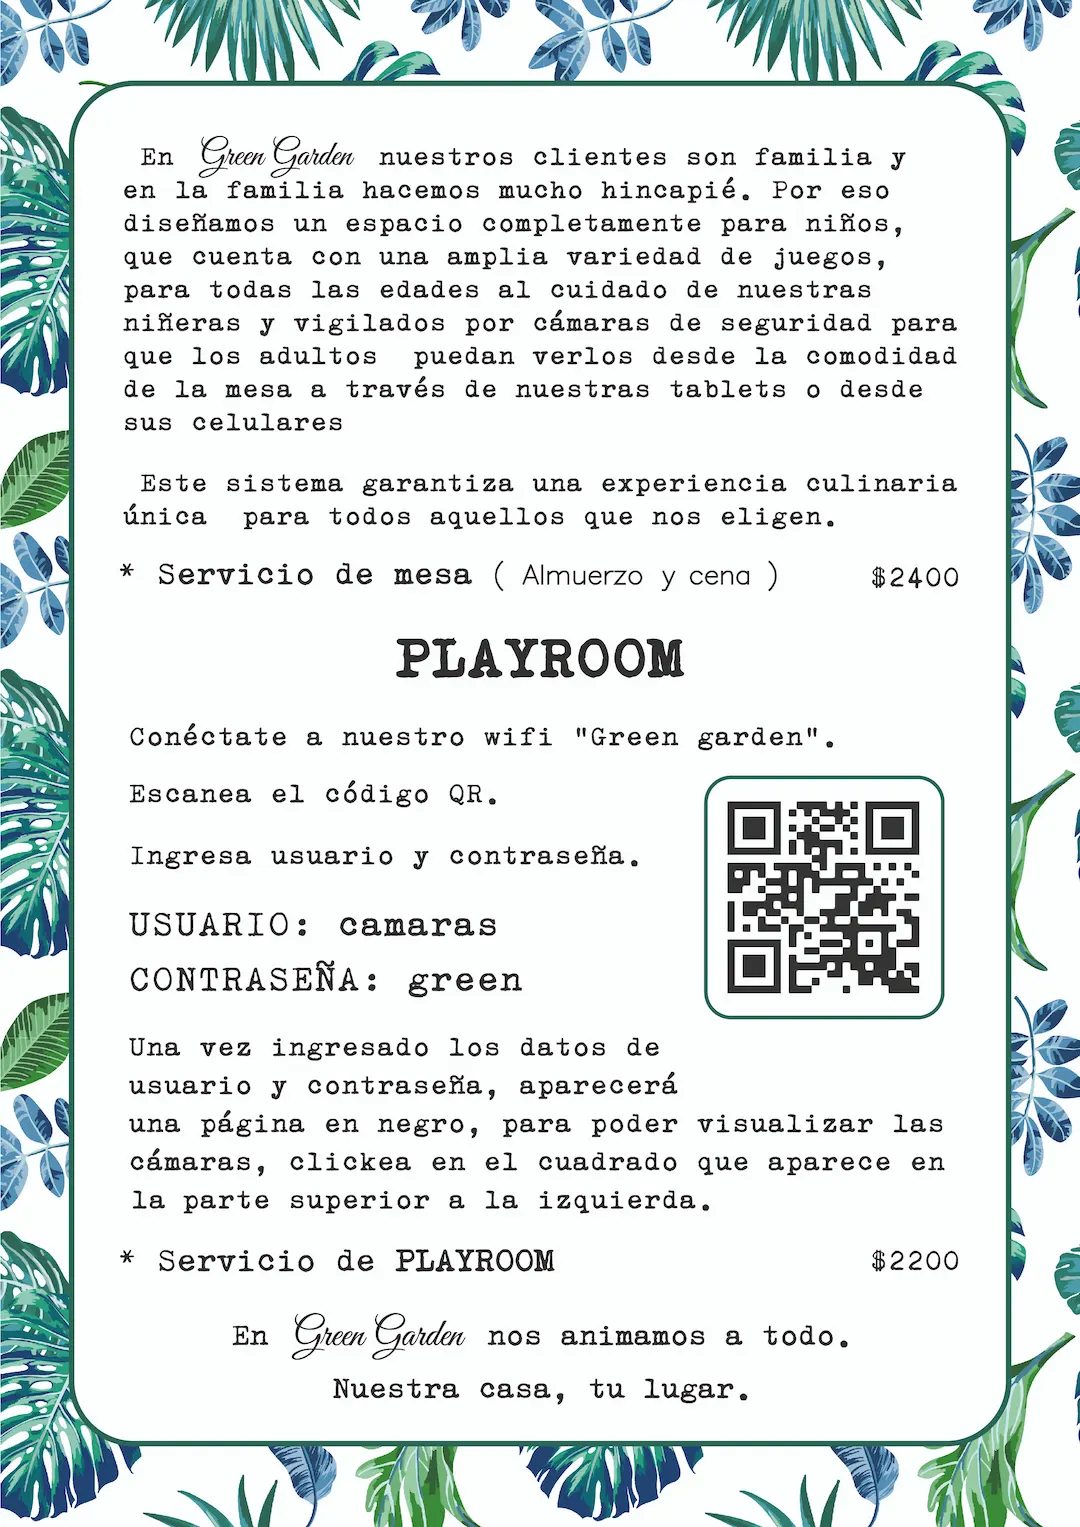 En Green Garden nuestros clientes son familia y
en la familia hacemos mucho hincapié. Por eso
diseñamos un espacio completamente para niños,
que cuenta con una amplia variedad de juegos,
para todas las edades al cuidado de nuestras
niñeras y vigilados por cámaras de seguridad para
que los adultos puedan verlos desde la comodidad
de la mesa a través de nuestras tablets o desde
sus celulares
Este sistema garantiza una experiencia culinaria
única para todos aquellos que nos eligen.
* Servicio de mesa ( Almuerzo y cena ) $2400
PLAYROOM
Conéctate a nuestro wifi "Green garden".
Escanea el código QR.
Ingresa usuario y contraseña.
USUARIO: camaras
CONTRASEÑA: green
Una vez ingresado los datos de
usuario y contraseña, aparecerá
una página en negro, para poder visualizar las
cámaras, clickea en el cuadrado que aparece en
la parte superior a la izquierda.
* Servicio de PLAYROOM $2200
En Green Garden nos animamos a todo.
Nuestra casa, tu lugar.